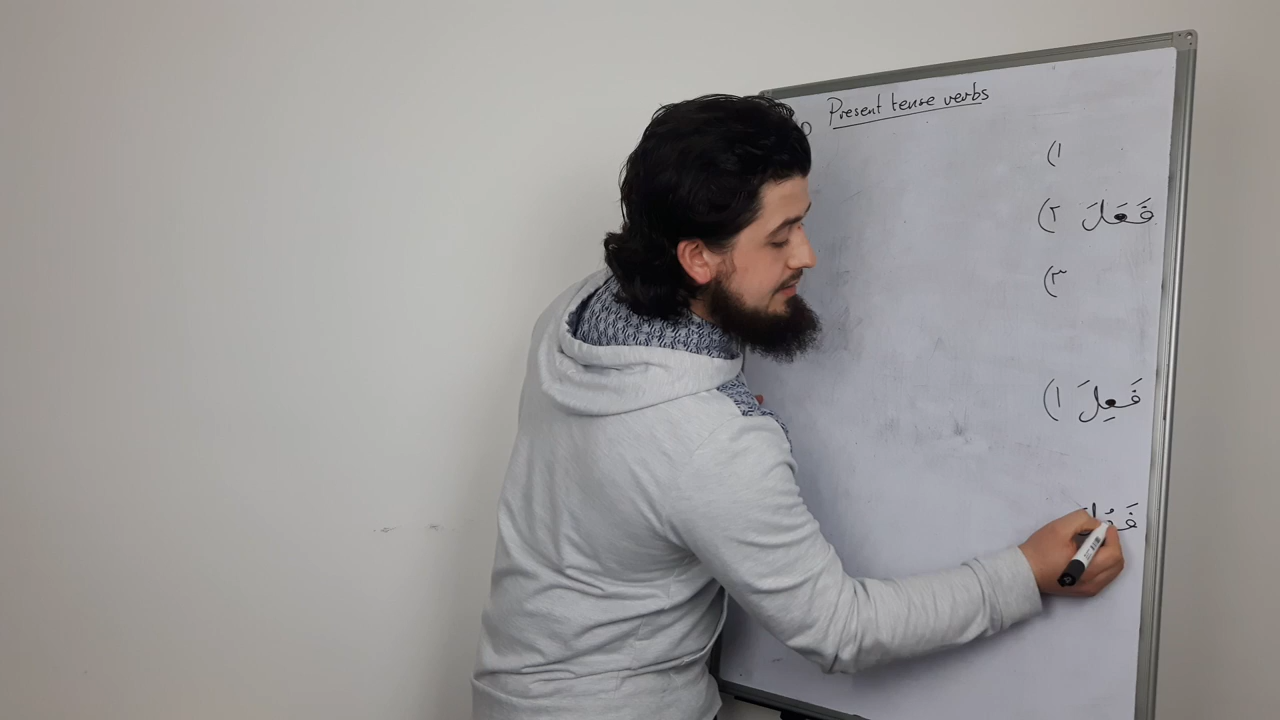 Present tense verbs
١)
فَعَلَ ٢)
٣)
فَعِلَ ١)